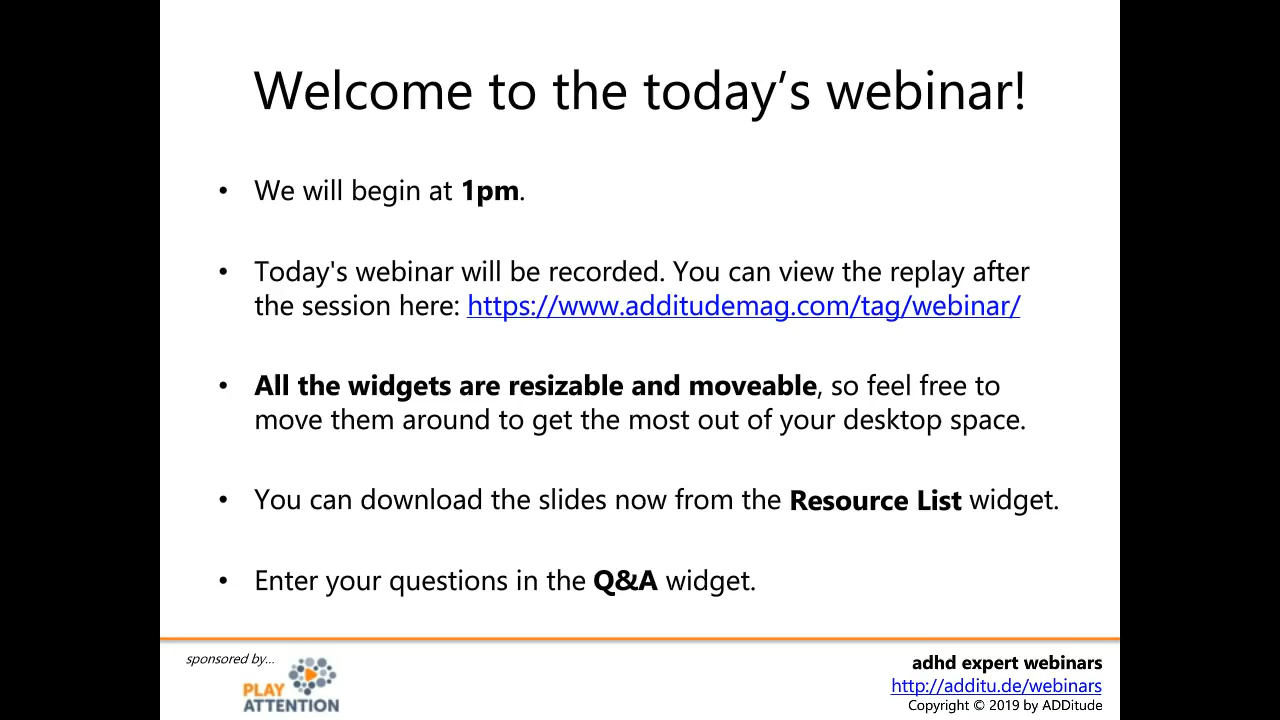 Welcome to the today’s webinar!
• We will begin at 1pm.
• Today's webinar will be recorded. You can view the replay after
the session here: https://www.additudemag.com/tag/webinar/
• All the widgets are resizable and moveable, so feel free to
move them around to get the most out of your desktop space.
• You can download the slides now from the Resource List widget.
• Enter your questions in the Q&A widget.
sponsored by...
PLAY
ATTENTION
adhd expert webinars
http://additu.de/webinars
Copyright © 2019 by ADDitude